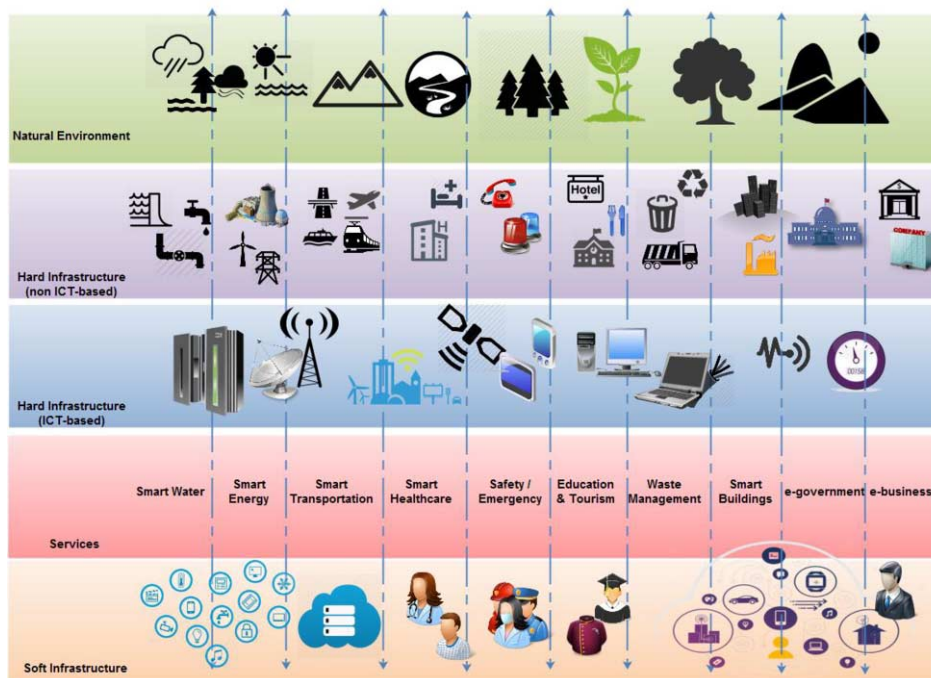 Natural Environment
Hotel
H
COMPANY
Hard Infrastructure
(non ICT-based)
00158
Hard Infrastructure
(ICT-based)
Smart Water
Smart
Energy
Smart
Transportation
Smart
Healthcare
Safety /
Emergency
Education
& Tourism
Waste
Management
Smart
Buildings
e-government
e-business
Services
Soft Infrastructure